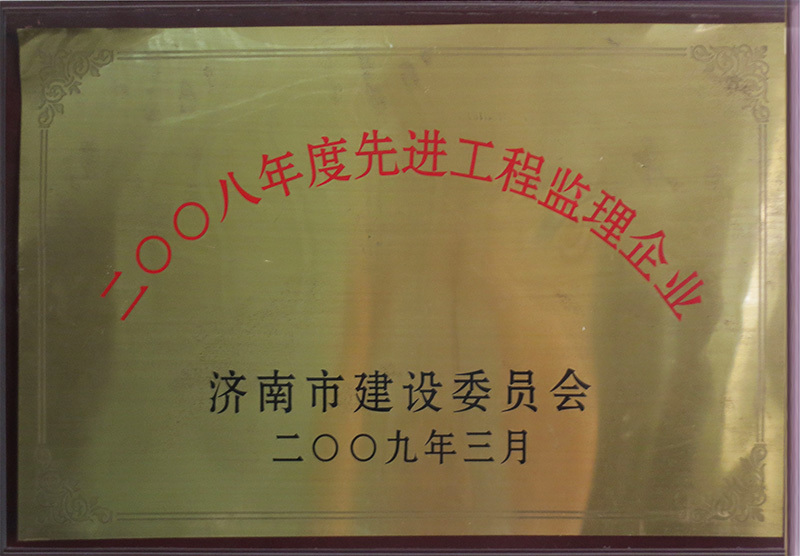 二〇〇八年度先进工程监理企业
济南市建设委员会
二〇〇九年三月